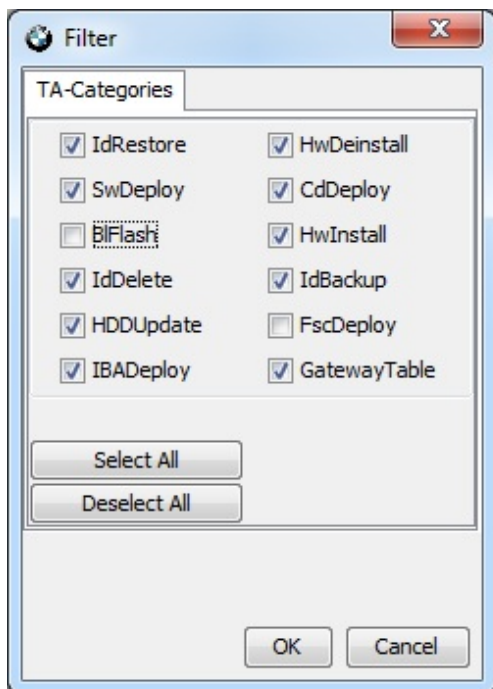 Filter
TA-Categories
IdRestore HwDeinstall
SwDeploy CdDeploy
BlFlash HwInstall
IdDelete IdBackup
HDDUpdate FscDeploy
IBADeploy GatewayTable
Select All
Deselect All
OK Cancel